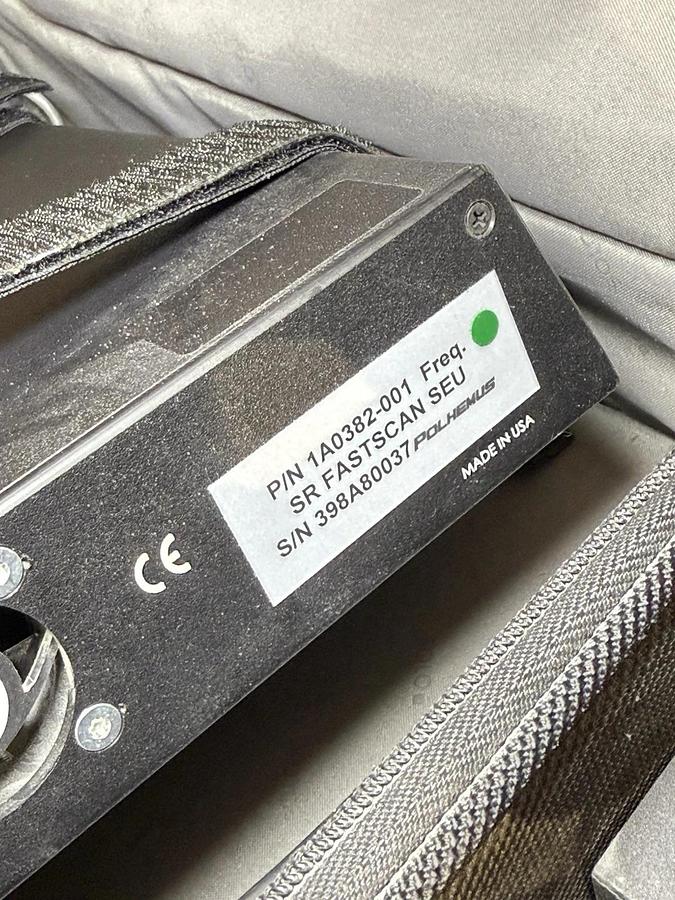 P/N 1A0382-001 Freq.
SR FASTSCAN SEU
S/N 398A80037 POLHEMUS
MADE IN USA
CE